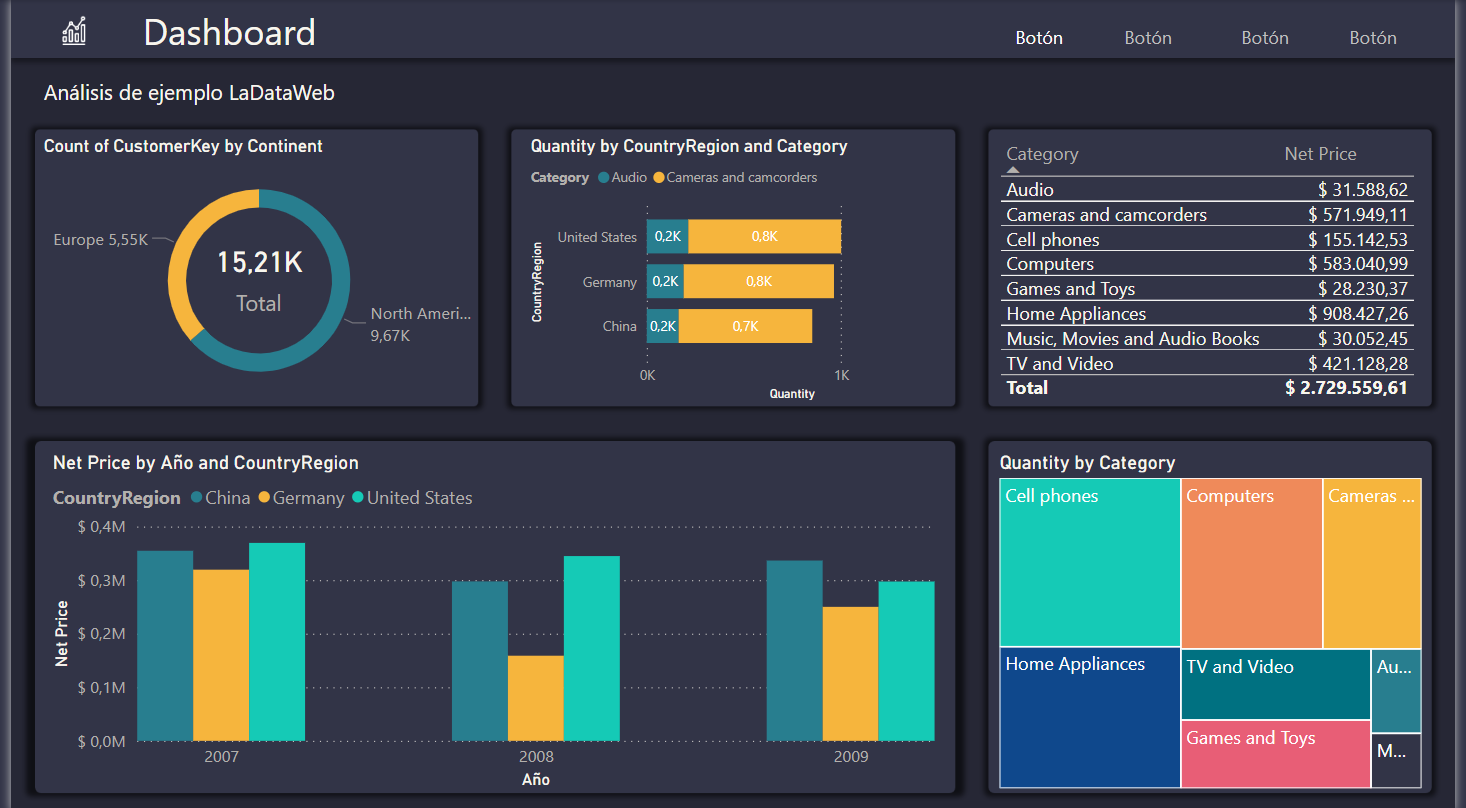 Dashboard
Botón Botón Botón Botón
Análisis de ejemplo LaDataWeb
Count of CustomerKey by Continent
Europe 5,55K
15,21K
Total
North Ameri...
9,67K
Quantity by CountryRegion and Category
Category Audio Cameras and camcorders
CountryRegion
United States 0,2K 0,8K
Germany 0,2K 0,8K
China 0,2K 0,7K
0K 1K
Quantity
Category Net Price
Audio $ 31.588,62
Cameras and camcorders $ 571.949,11
Cell phones $ 155.142,53
Computers $ 583.040,99
Games and Toys $ 28.230,37
Home Appliances $ 908.427,26
Music, Movies and Audio Books $ 30.052,45
TV and Video $ 421.128,28
Total $ 2.729.559,61
Net Price by Año and CountryRegion
CountryRegion China Germany United States
Net Price
$ 0,4M
$ 0,3M
$ 0,2M
$ 0,1M
$ 0,0M
2007 2008 2009
Año
Quantity by Category
Cell phones Computers Cameras ...
Home Appliances TV and Video Au...
Games and Toys M...